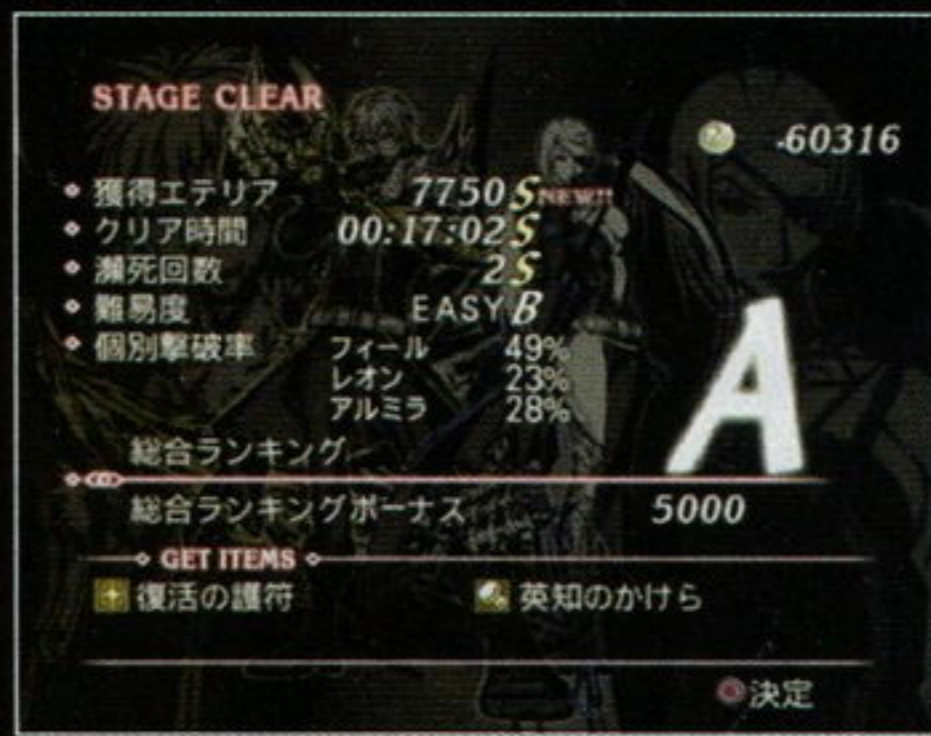 STAGE CLEAR
60316
獲得エテリア 7750 S NEW!!
クリア時間 00:17:02 S
瀕死回数 2 S
難易度 EASY B
個別撃破率 フィール 49%
レオン 23%
アルミラ 28%
A
総合ランキング
総合ランキングボーナス 5000
GET ITEMS
復活の護符 英知のかけら
決定